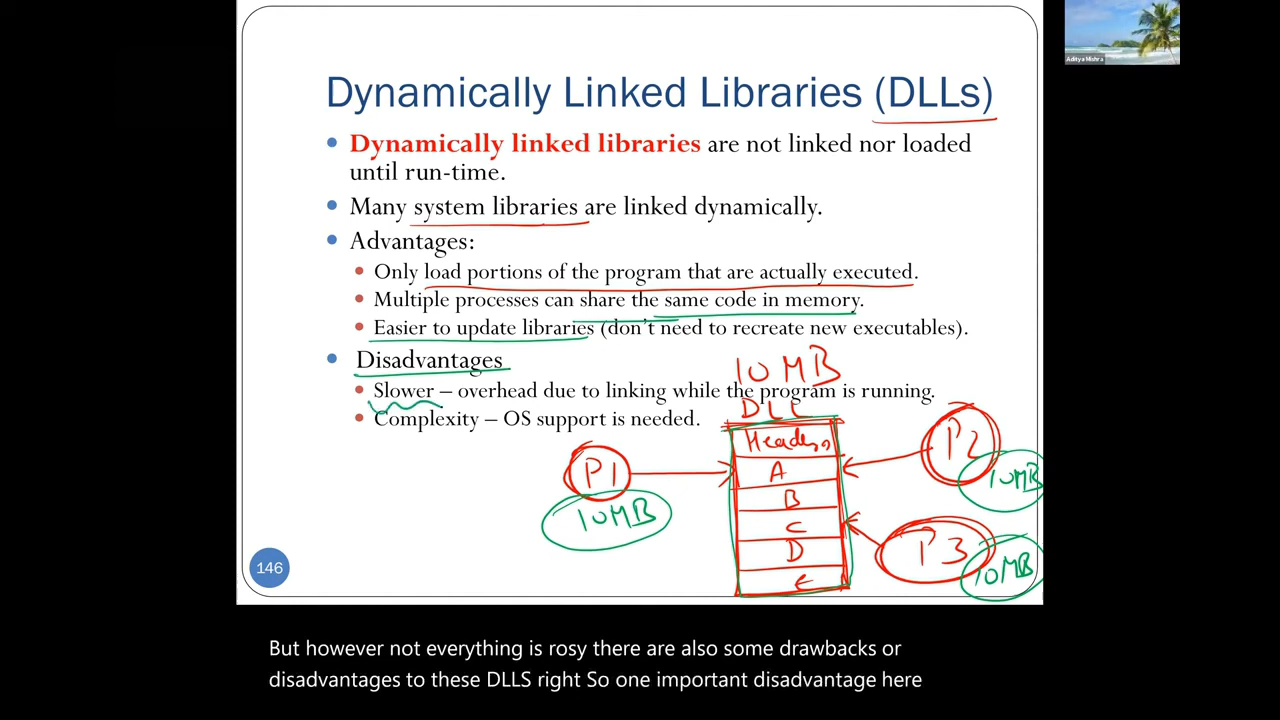 Aditya Mishra
Dynamically Linked Libraries (DLLs)
• Dynamically linked libraries are not linked nor loaded
until run-time.
• Many system libraries are linked dynamically.
• Advantages:
• Only load portions of the program that are actually executed.
• Multiple processes can share the same code in memory.
• Easier to update libraries (don't need to recreate new executables).
• Disadvantages
• Slower – overhead due to linking while the program is running.
• Complexity – OS support is needed.
10 MB
DLL
Header
A
B
C
D
E
P1
10MB
P2
10MB
P3
10MB
146
But however not everything is rosy there are also some drawbacks or
disadvantages to these DLLS right So one important disadvantage here